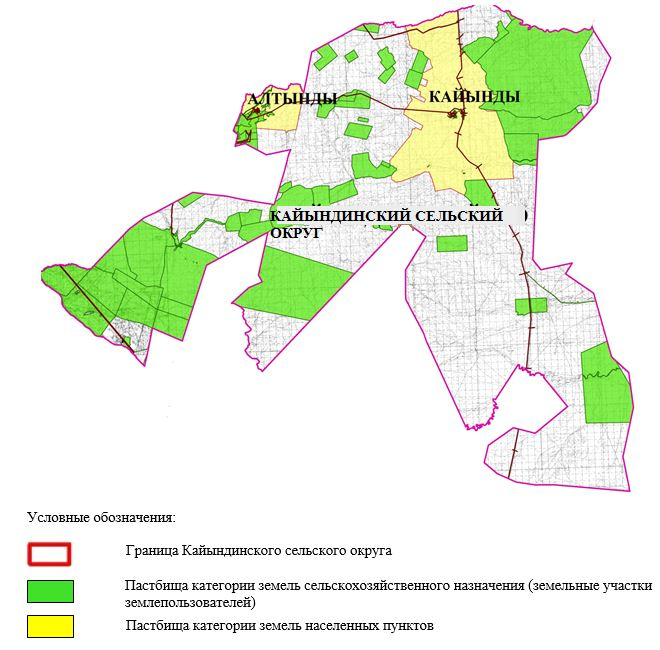 АЛТЫНДЫ
КАЙЫНДЫ
КАЙЫНДИНСКИЙ СЕЛЬСКИЙ
ОКРУГ
Условные обозначения:
Граница Кайындинского сельского округа
Пастбища категории земель сельскохозяйственного назначения (земельные участки
землепользователей)
Пастбища категории земель населенных пунктов